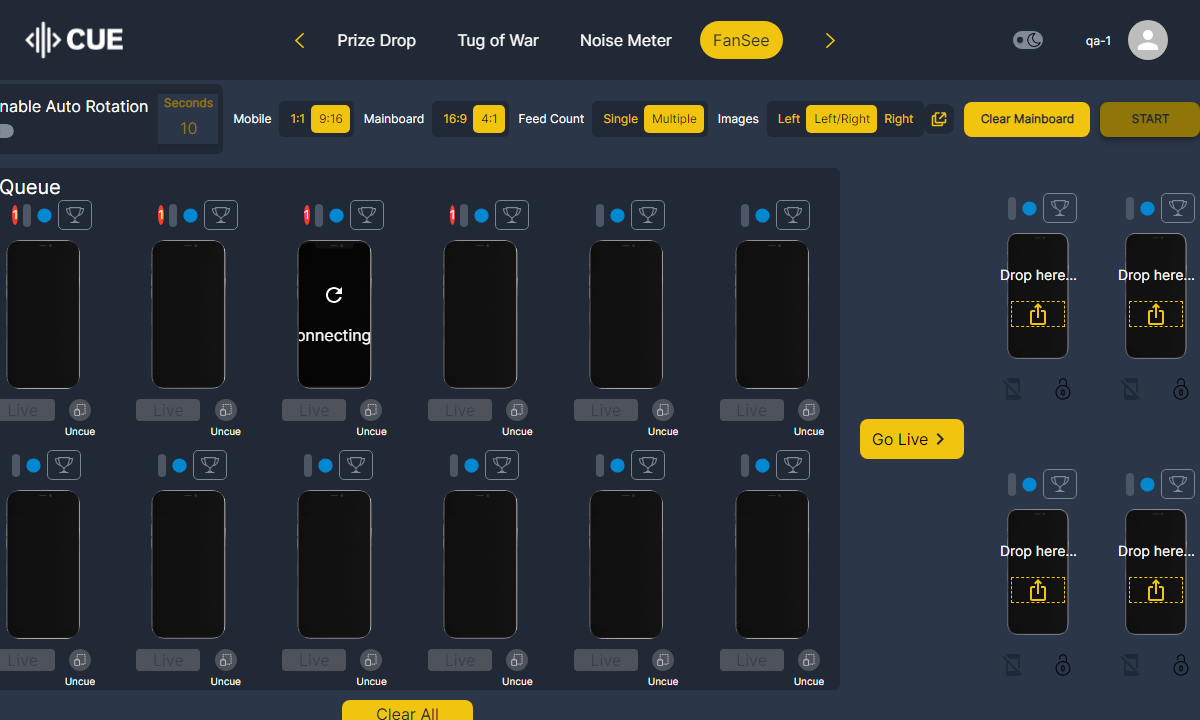 CUE
Prize Drop
Tug of War
Noise Meter
FanSee
qa-1
nable Auto Rotation
Seconds
10
Mobile
1:1
9:16
Mainboard
16:9
4:1
Feed Count
Single
Multiple
Images
Left
Left/Right
Right
Clear Mainboard
START
Queue
1
1
1
1
onnecting
Drop here...
Drop here...
Live
Live
Live
Live
Live
Live
Uncue
Uncue
Uncue
Uncue
Uncue
Uncue
Go Live
Drop here...
Drop here...
Live
Live
Live
Live
Live
Live
Uncue
Uncue
Uncue
Uncue
Uncue
Uncue
Clear All